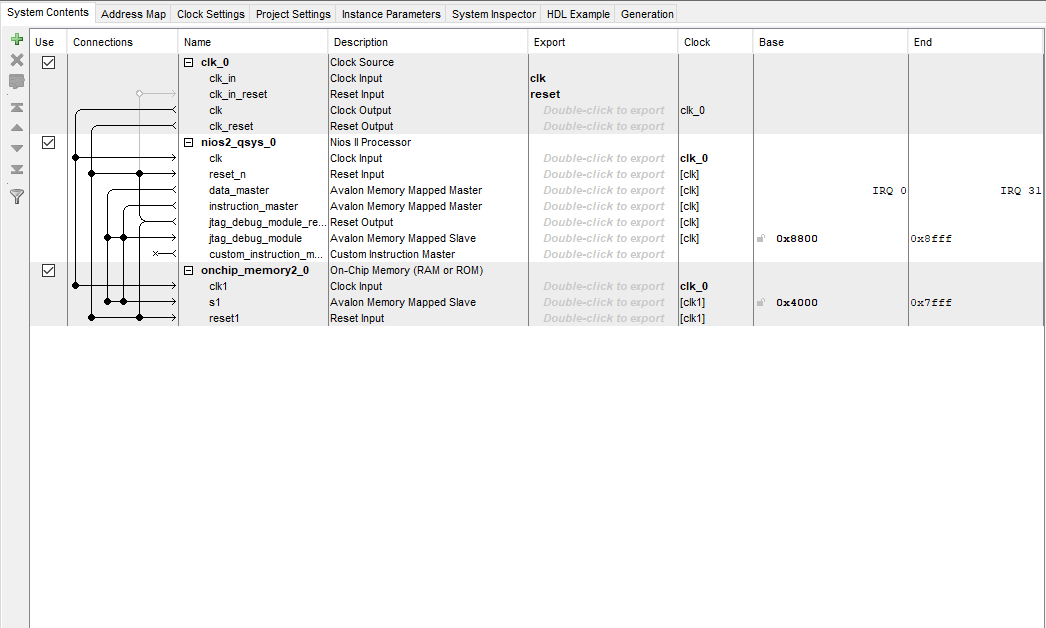 System Contents Address Map Clock Settings Project Settings Instance Parameters System Inspector HDL Example Generation
Use Connections Name Description Export Clock Base End
clk_0 Clock Source
clk_in Clock Input clk
clk_in_reset Reset Input reset
clk Clock Output Double-click to export clk_0
clk_reset Reset Output Double-click to export
nios2_qsys_0 Nios II Processor
clk Clock Input Double-click to export clk_0
reset_n Reset Input Double-click to export [clk]
data_master Avalon Memory Mapped Master Double-click to export [clk] IRQ 0 IRQ 31
instruction_master Avalon Memory Mapped Master Double-click to export [clk]
jtag_debug_module_re... Reset Output Double-click to export [clk]
jtag_debug_module Avalon Memory Mapped Slave Double-click to export [clk] 0x8800 0x8fff
custom_instruction_m... Custom Instruction Master Double-click to export
onchip_memory2_0 On-Chip Memory (RAM or ROM)
clk1 Clock Input Double-click to export clk_0
s1 Avalon Memory Mapped Slave Double-click to export [clk1] 0x4000 0x7fff
reset1 Reset Input Double-click to export [clk1]